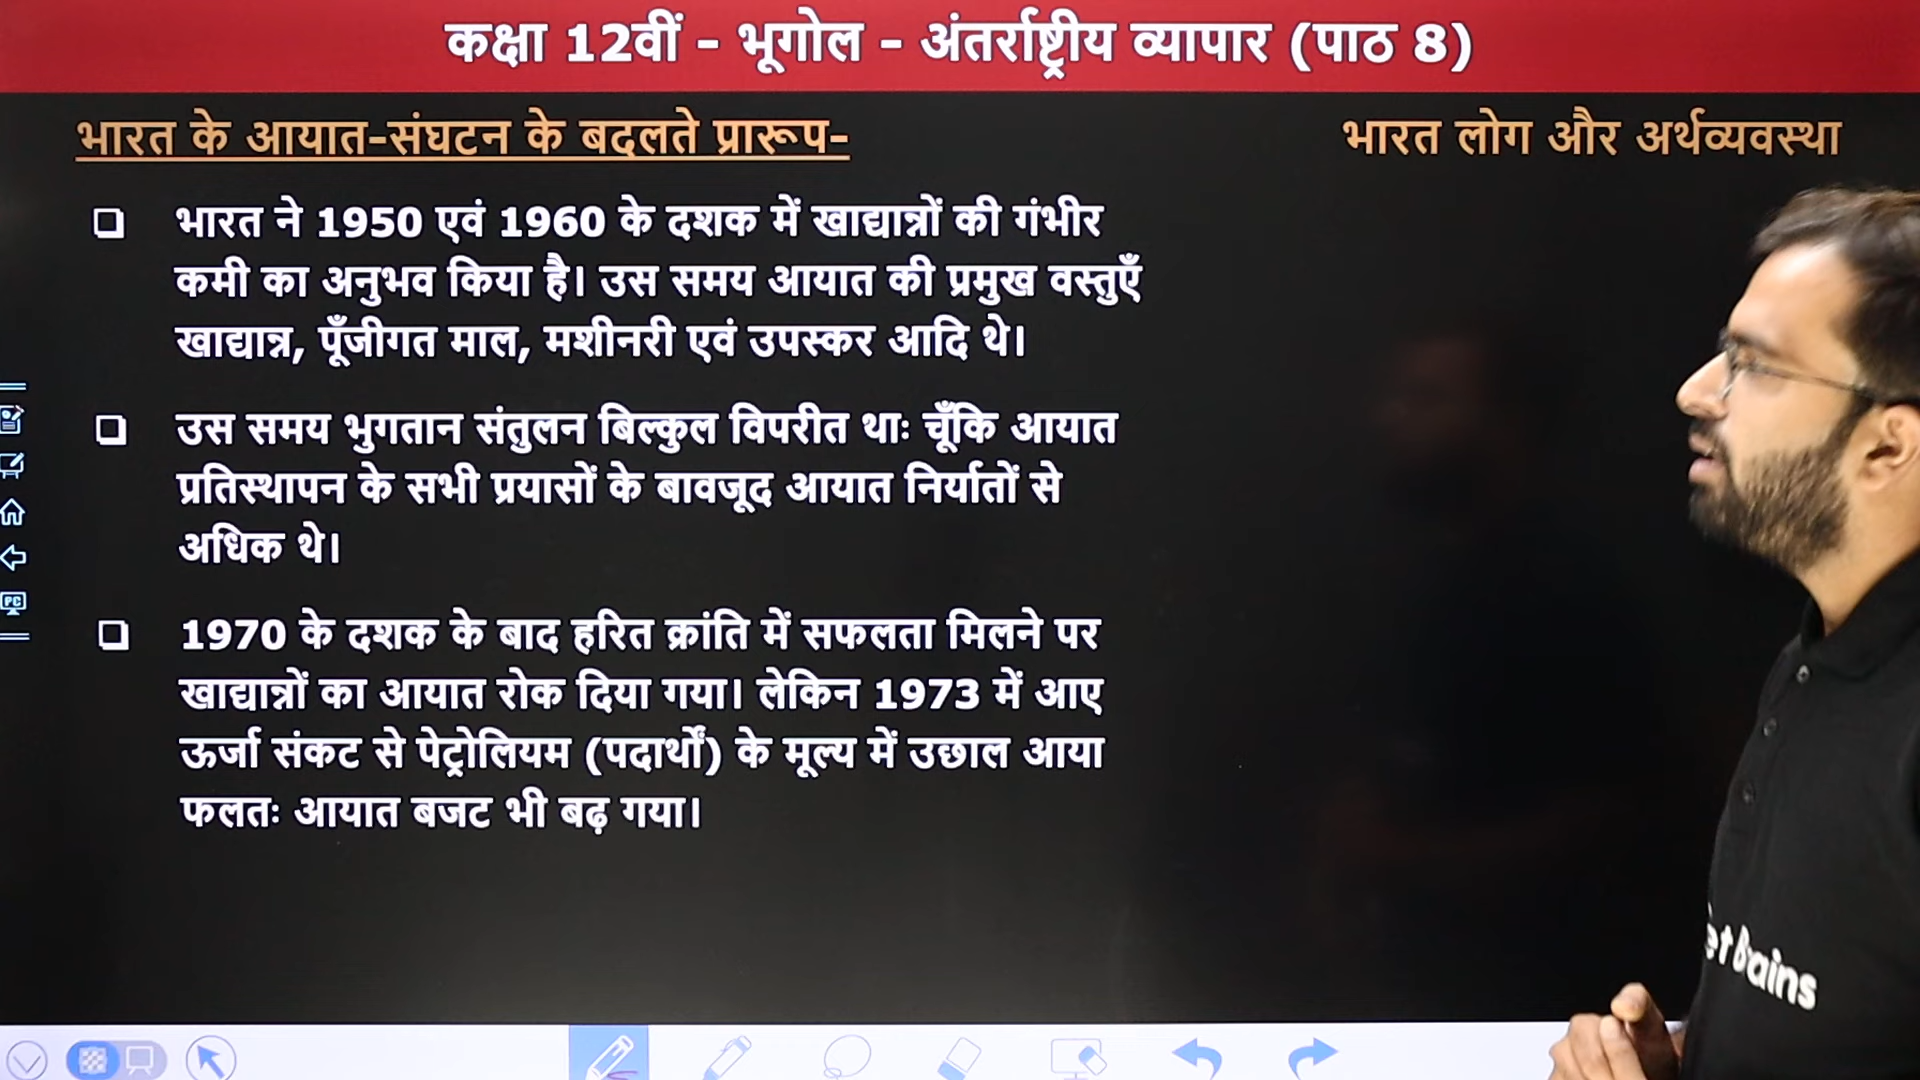 कक्षा 12वीं - भूगोल - अंतर्राष्ट्रीय व्यापार (पाठ 8)
भारत के आयात-संघटन के बदलते प्रारूप-
भारत लोग और अर्थव्यवस्था
❑ भारत ने 1950 एवं 1960 के दशक में खाद्यान्नों की गंभीर
कमी का अनुभव किया है। उस समय आयात की प्रमुख वस्तुएँ
खाद्यान्न, पूँजीगत माल, मशीनरी एवं उपस्कर आदि थे।
❑ उस समय भुगतान संतुलन बिल्कुल विपरीत थाः चूँकि आयात
प्रतिस्थापन के सभी प्रयासों के बावजूद आयात निर्यातों से
अधिक थे।
❑ 1970 के दशक के बाद हरित क्रांति में सफलता मिलने पर
खाद्यान्नों का आयात रोक दिया गया। लेकिन 1973 में आए
ऊर्जा संकट से पेट्रोलियम (पदार्थों) के मूल्य में उछाल आया
फलतः आयात बजट भी बढ़ गया।
PC